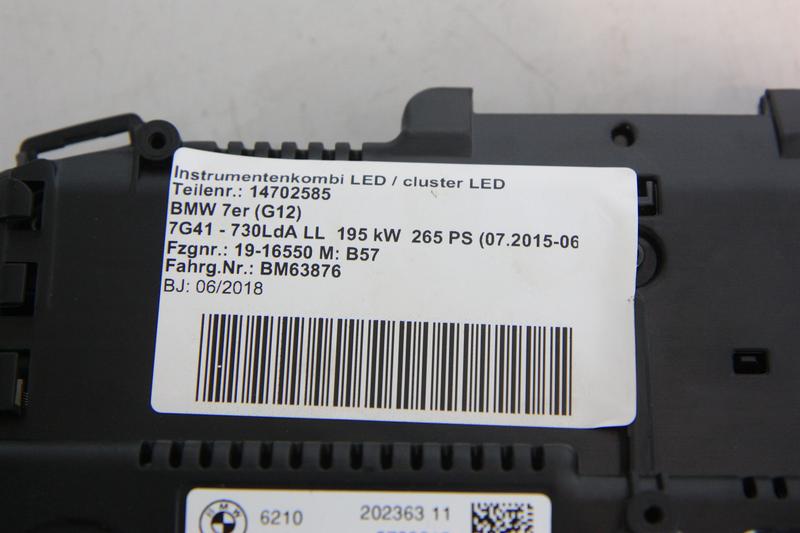 Instrumentenkombi LED / cluster LED
Teilenr.: 14702585
BMW 7er (G12)
7G41 - 730LdA LL 195 kW 265 PS (07.2015-06
Fzgnr.: 19-16550 M: B57
Fahrg.Nr.: BM63876
BJ: 06/2018
BMW 6210 202363 11